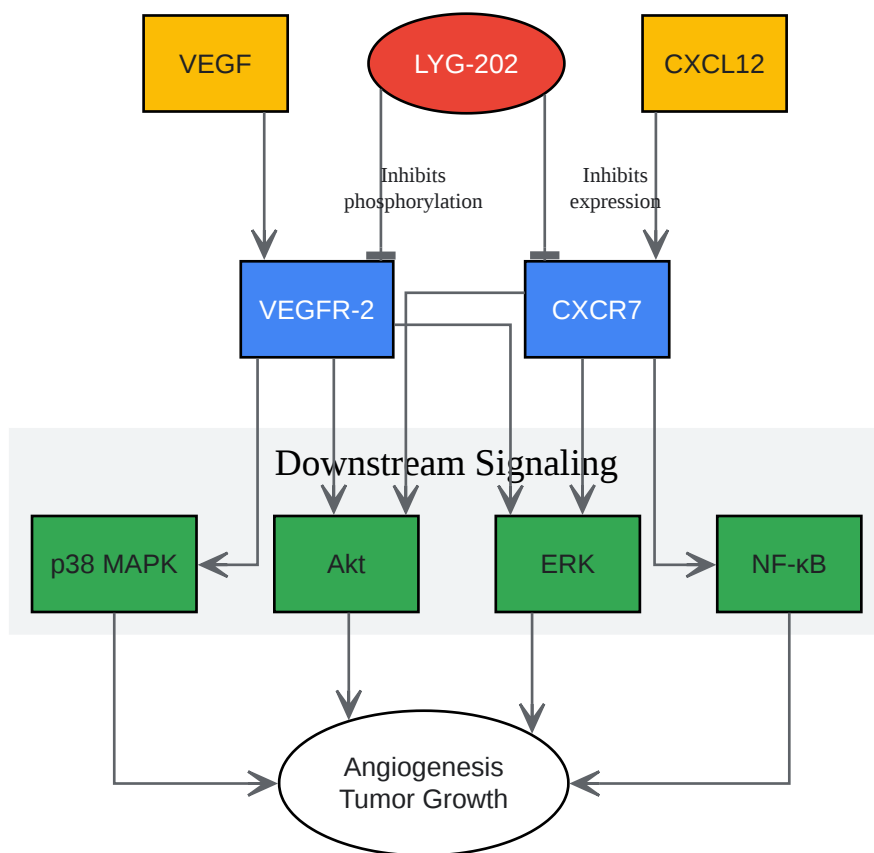 VEGF
LYG-202
CXCL12
Inhibits
phosphorylation
Inhibits
expression
VEGFR-2
CXCR7
Downstream Signaling
p38 MAPK
Akt
ERK
NF-κB
Angiogenesis
Tumor Growth